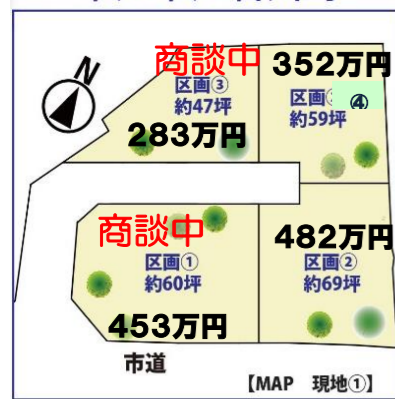 N
商談中
区画③
約47坪
283万円
352万円
区画
④
約59坪
商談中
区画①
約60坪
453万円
482万円
区画②
約69坪
市道
【MAP 現地①】